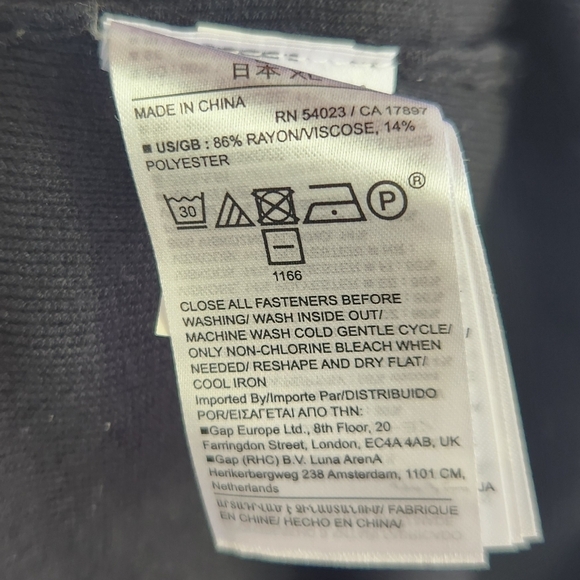 日本 XL
MADE IN CHINA
RN 54023 / CA 17897
■ US/GB : 86% RAYON/VISCOSE, 14%
POLYESTER
30
P ®
1166
CLOSE ALL FASTENERS BEFORE
WASHING/ WASH INSIDE OUT/
MACHINE WASH COLD GENTLE CYCLE/
ONLY NON-CHLORINE BLEACH WHEN
NEEDED/ RESHAPE AND DRY FLAT/
COOL IRON
Imported By/Importe Par/DISTRIBUIDO
POR/ΕΙΣΑΓΕΤΑΙ ΑΠΟ ΤΗΝ:
■Gap Europe Ltd., 8th Floor, 20
Farringdon Street, London, EC4A 4AB, UK
■Gap (RHC) B.V. Luna ArenA
Herikerbergweg 238 Amsterdam, 1101 CM,
Netherlands
FABRIQUE
EN CHINE/ HECHO EN CHINA/